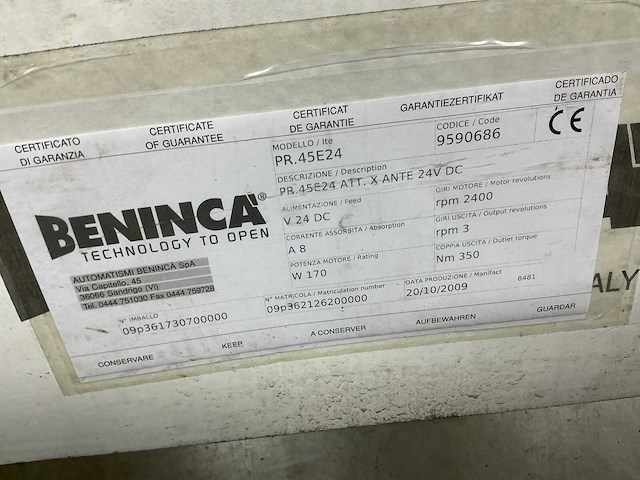 CERTIFICATO
DI GARANZIA
CERTIFICATE
OF GUARANTEE
CERTIFICAT
DE GARANTIE
GARANTIEZERTIFIKAT
CERTIFICADO
DE GARANTIA
BENINCA®
TECHNOLOGY TO OPEN
AUTOMATISMI BENINCA SpA
Via Capitello, 45
36066 Sandrigo (Vi)
Tel. 0444 751030 Fax 0444 759728
N° IMBALLO
09p361730700000
MODELLO / Ite
PR.45E24
CODICE / Code
9590686
CE
DESCRIZIONE / Description
PR.45E24 ATT. X ANTE 24V DC
ALIMENTAZIONE / Feed
V 24 DC
GIRI MOTORE / Motor revolutions
rpm 2400
CORRENTE ASSORBITA / Absorption
A 8
GIRI USCITA / Output revolutions
rpm 3
POTENZA MOTORE / Rating
W 170
COPPIA USCITA / Outlet torque
Nm 350
N° MATRICOLA / Matriculation number
09p362126200000
DATA PRODUZIONE / Manifact
20/10/2009
8481
CONSERVARE
KEEP
A CONSERVER
AUFBEWAHREN
GUARDAR
ALY